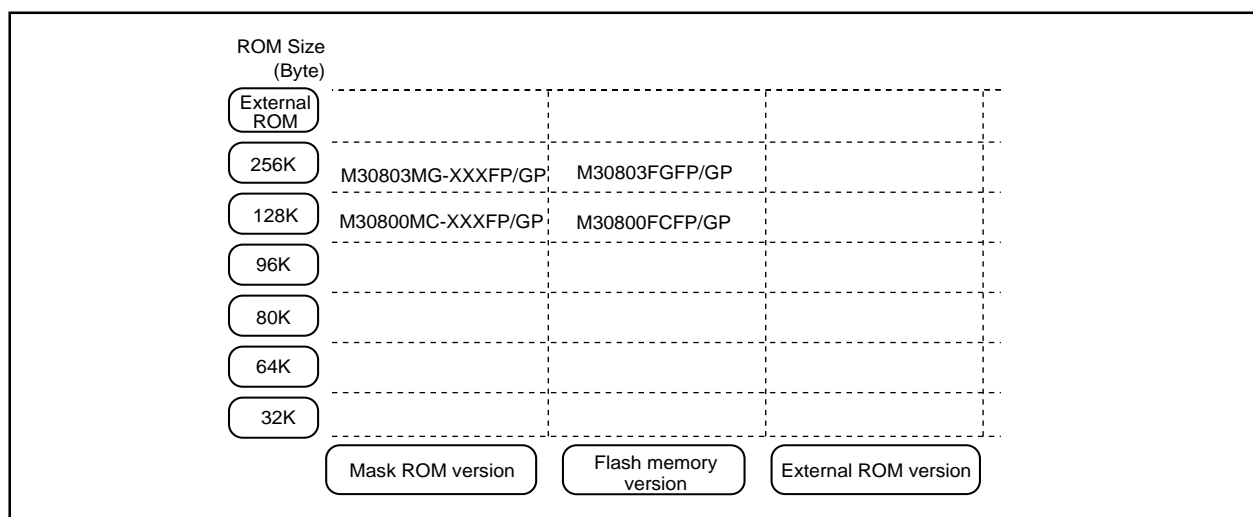 ROM Size
(Byte)
External
ROM
256K
M30803MG-XXXFP/GP
M30803FGFP/GP
128K
M30800MC-XXXFP/GP
M30800FCFP/GP
96K
80K
64K
32K
Mask ROM version
Flash memory
version
External ROM version